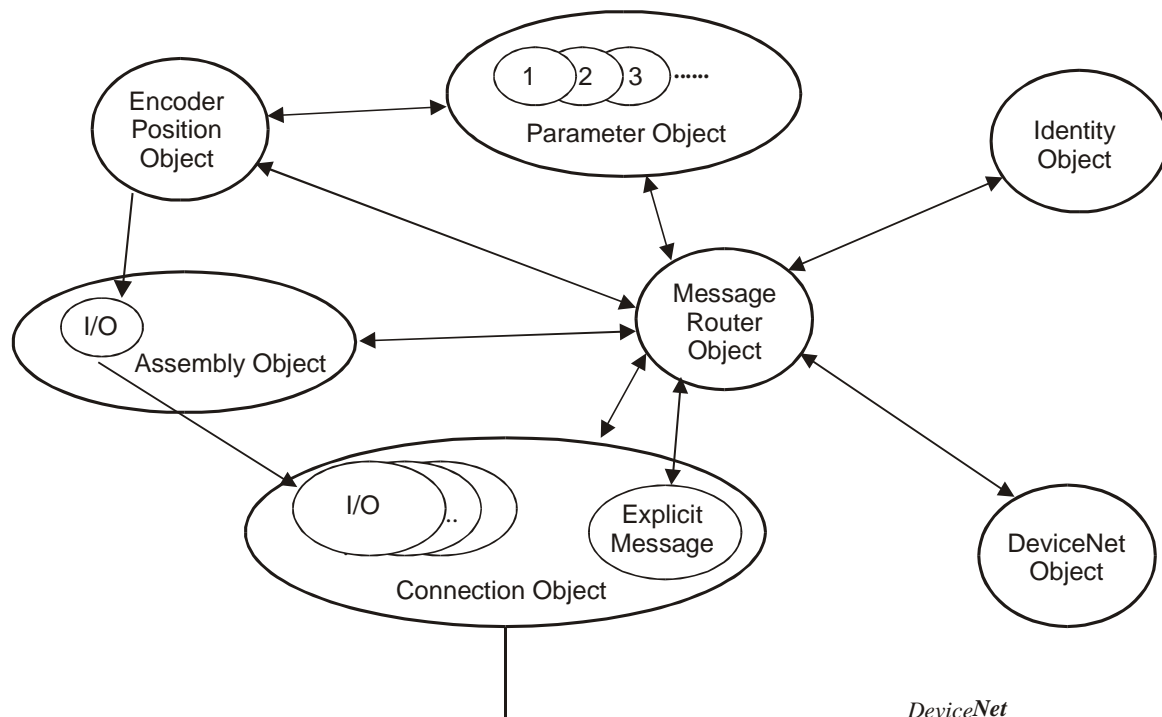 1 2 3 ......
Parameter Object
Encoder
Position
Object
Identity
Object
Message
Router
Object
I/O
Assembly Object
I/O
..
Explicit
Message
Connection Object
DeviceNet
Object
DeviceNet